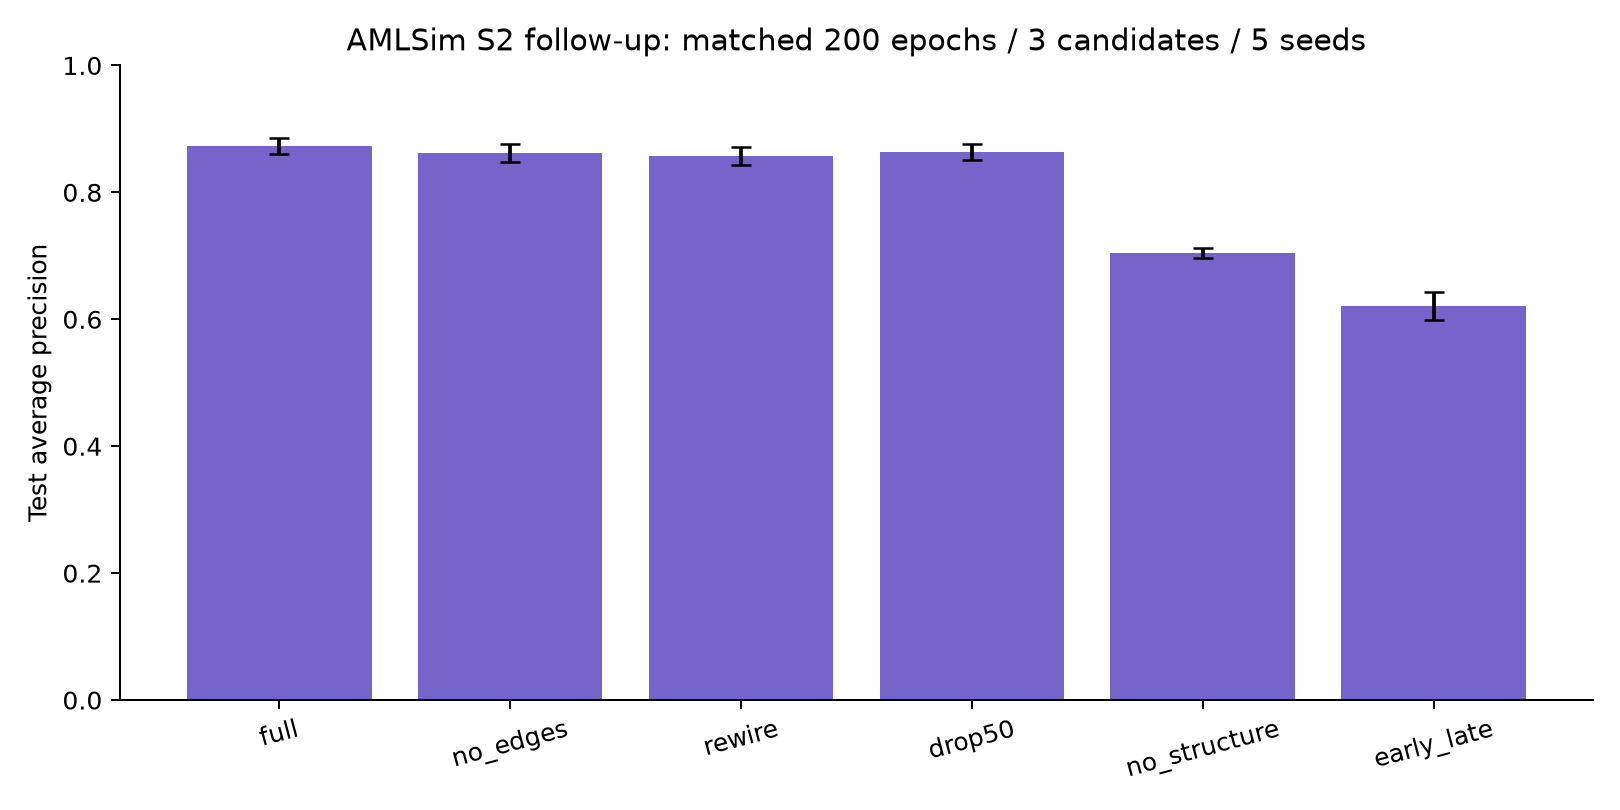 AMLSim S2 follow-up: matched 200 epochs / 3 candidates / 5 seeds
1.0
0.8
0.6
0.4
0.2
0.0
Test average precision
full
no_edges
rewire
drop50
no_structure
early_late